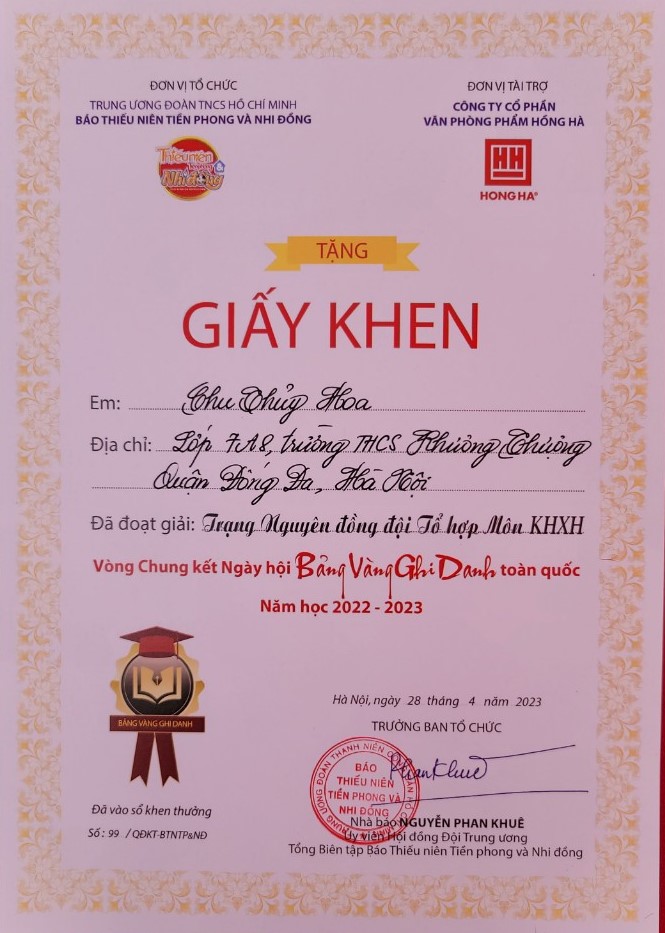 ĐƠN VỊ TỔ CHỨC
TRUNG ƯƠNG ĐOÀN TNCS HỒ CHÍ MINH
BÁO THIẾU NIÊN TIỀN PHONG VÀ NHI ĐỒNG
Thiếu niên
Nhi đồng
ĐƠN VỊ TÀI TRỢ
CÔNG TY CỔ PHẦN
VĂN PHÒNG PHẨM HỒNG HÀ
HH
HONG HA®
TẶNG
GIẤY KHEN
Em: Chu Thủy Hoa
Địa chỉ: Lớp 7A8, trường THCS Phương Thượng
Quận Đống Đa, Hà Nội
Đã đoạt giải: Trạng Nguyên đồng đội Tổ hợp Môn KHXH
Vòng Chung kết Ngày hội Bảng Vàng Ghi Danh toàn quốc
Năm học 2022 - 2023
BẢNG VÀNG GHI DANH
Đã vào sổ khen thưởng
Số: 99 / QĐKT-BTNTP&NĐ
Hà Nội, ngày 28 tháng 4 năm 2023
TRƯỞNG BAN TỔ CHỨC
BÁO
THIẾU NIÊN
TIỀN PHONG VÀ
NHI ĐỒNG
PhanKhuê
Nhà báo NGUYỄN PHAN KHUÊ
Ủy viên Hội đồng Đội Trung ương
Tổng Biên tập Báo Thiếu niên Tiền phong và Nhi đồng